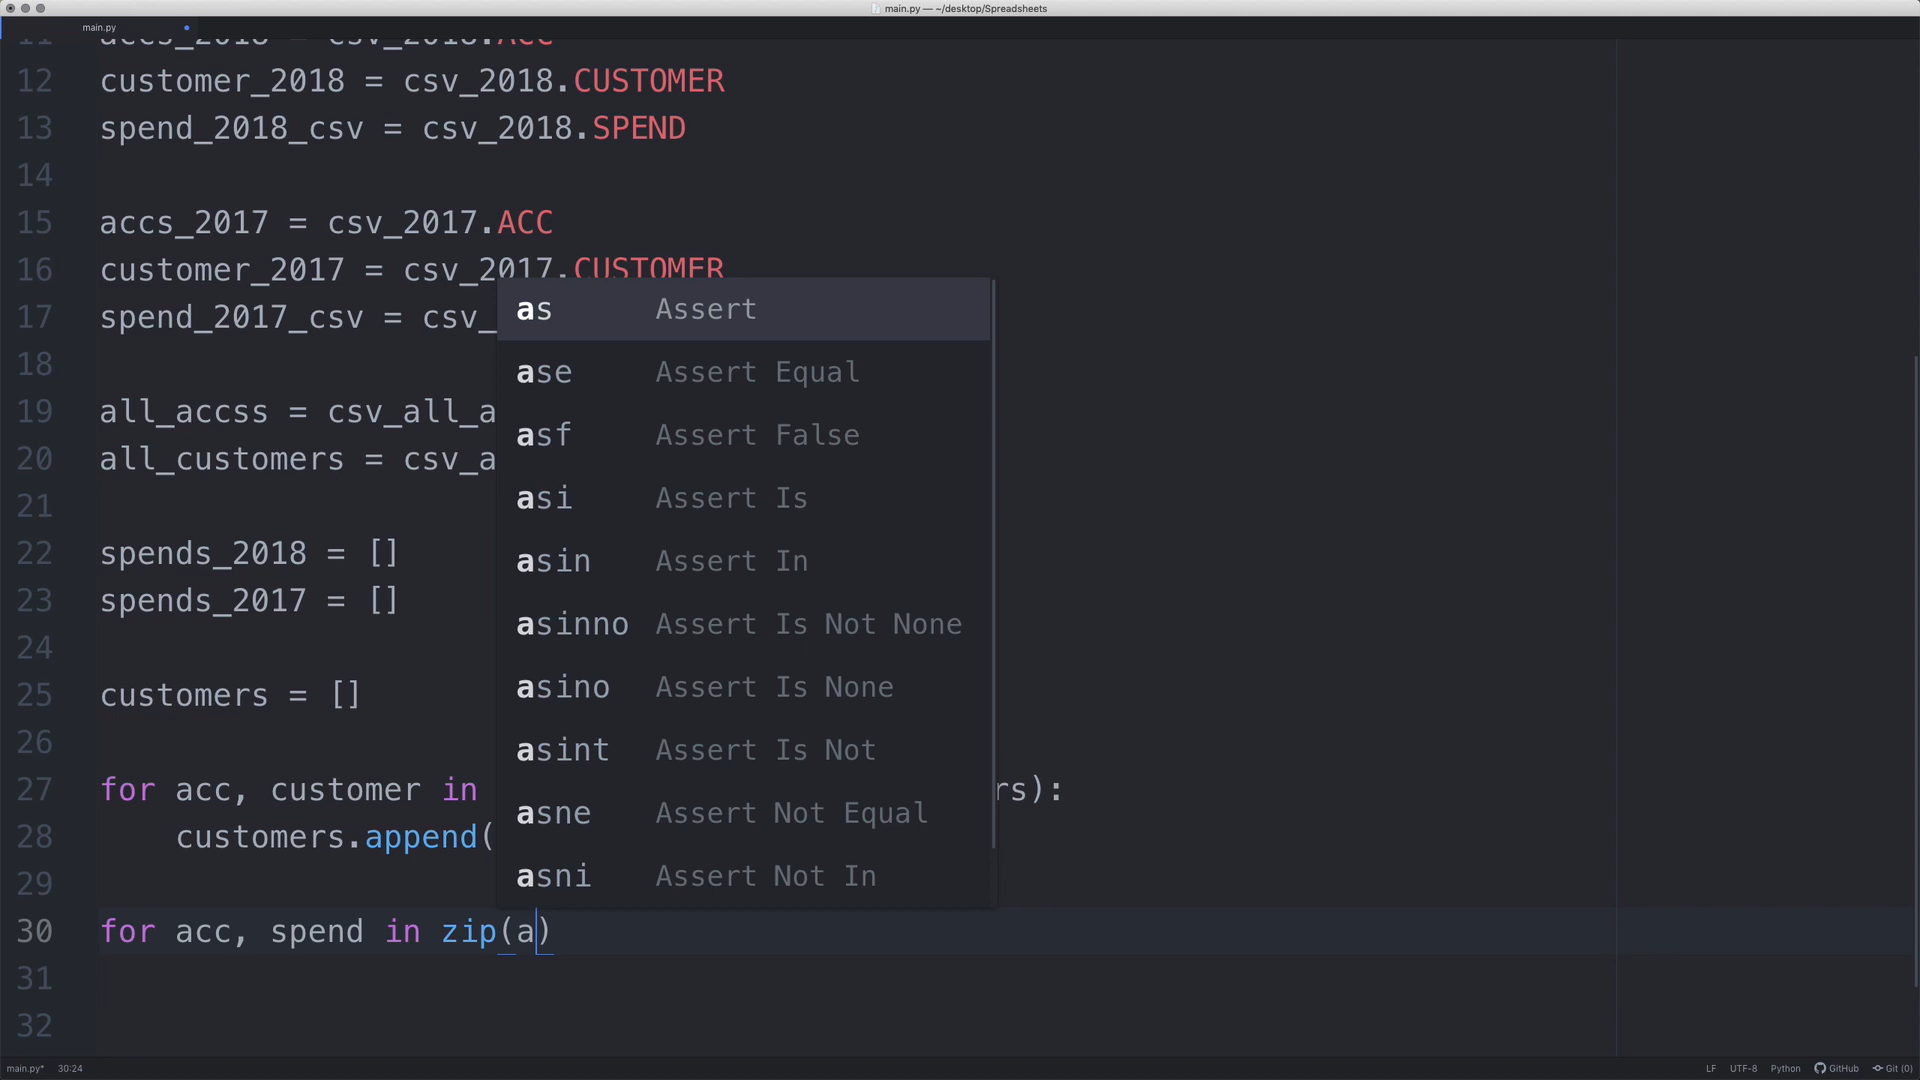 main.py — ~/desktop/Spreadsheets
main.py
11 accs_2018 = csv_2018.ACC
12 customer_2018 = csv_2018.CUSTOMER
13 spend_2018_csv = csv_2018.SPEND
14
15 accs_2017 = csv_2017.ACC
16 customer_2017 = csv_2017.CUSTOMER
17 spend_2017_csv = csv_
18
19 all_accss = csv_all_a
20 all_customers = csv_a
21
22 spends_2018 = []
23 spends_2017 = []
24
25 customers = []
26
27 for acc, customer in rs):
28 customers.append(
29
30 for acc, spend in zip(a)
31
32
as Assert
ase Assert Equal
asf Assert False
asi Assert Is
asin Assert In
asinno Assert Is Not None
asino Assert Is None
asint Assert Is Not
asne Assert Not Equal
asni Assert Not In
main.py* 30:24 LF UTF-8 Python GitHub Git (0)